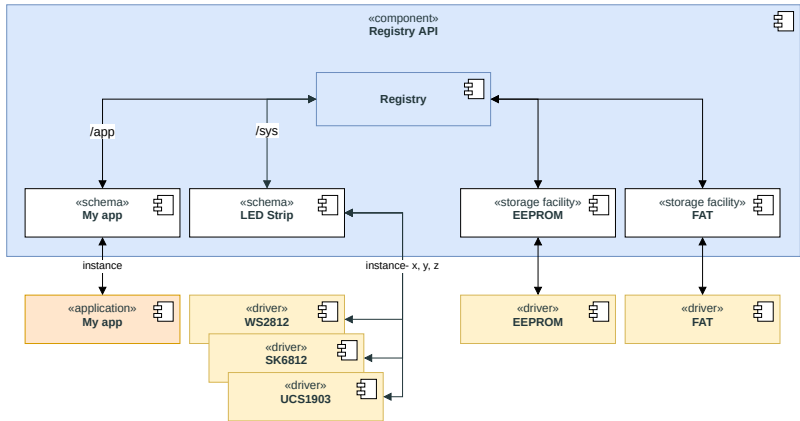 «component»
Registry API
Registry
/app
/sys
«schema»
My app
«schema»
LED Strip
«storage facility»
EEPROM
«storage facility»
FAT
instance
instance- x, y, z
«application»
My app
«driver»
WS2812
«driver»
SK6812
«driver»
UCS1903
«driver»
EEPROM
«driver»
FAT